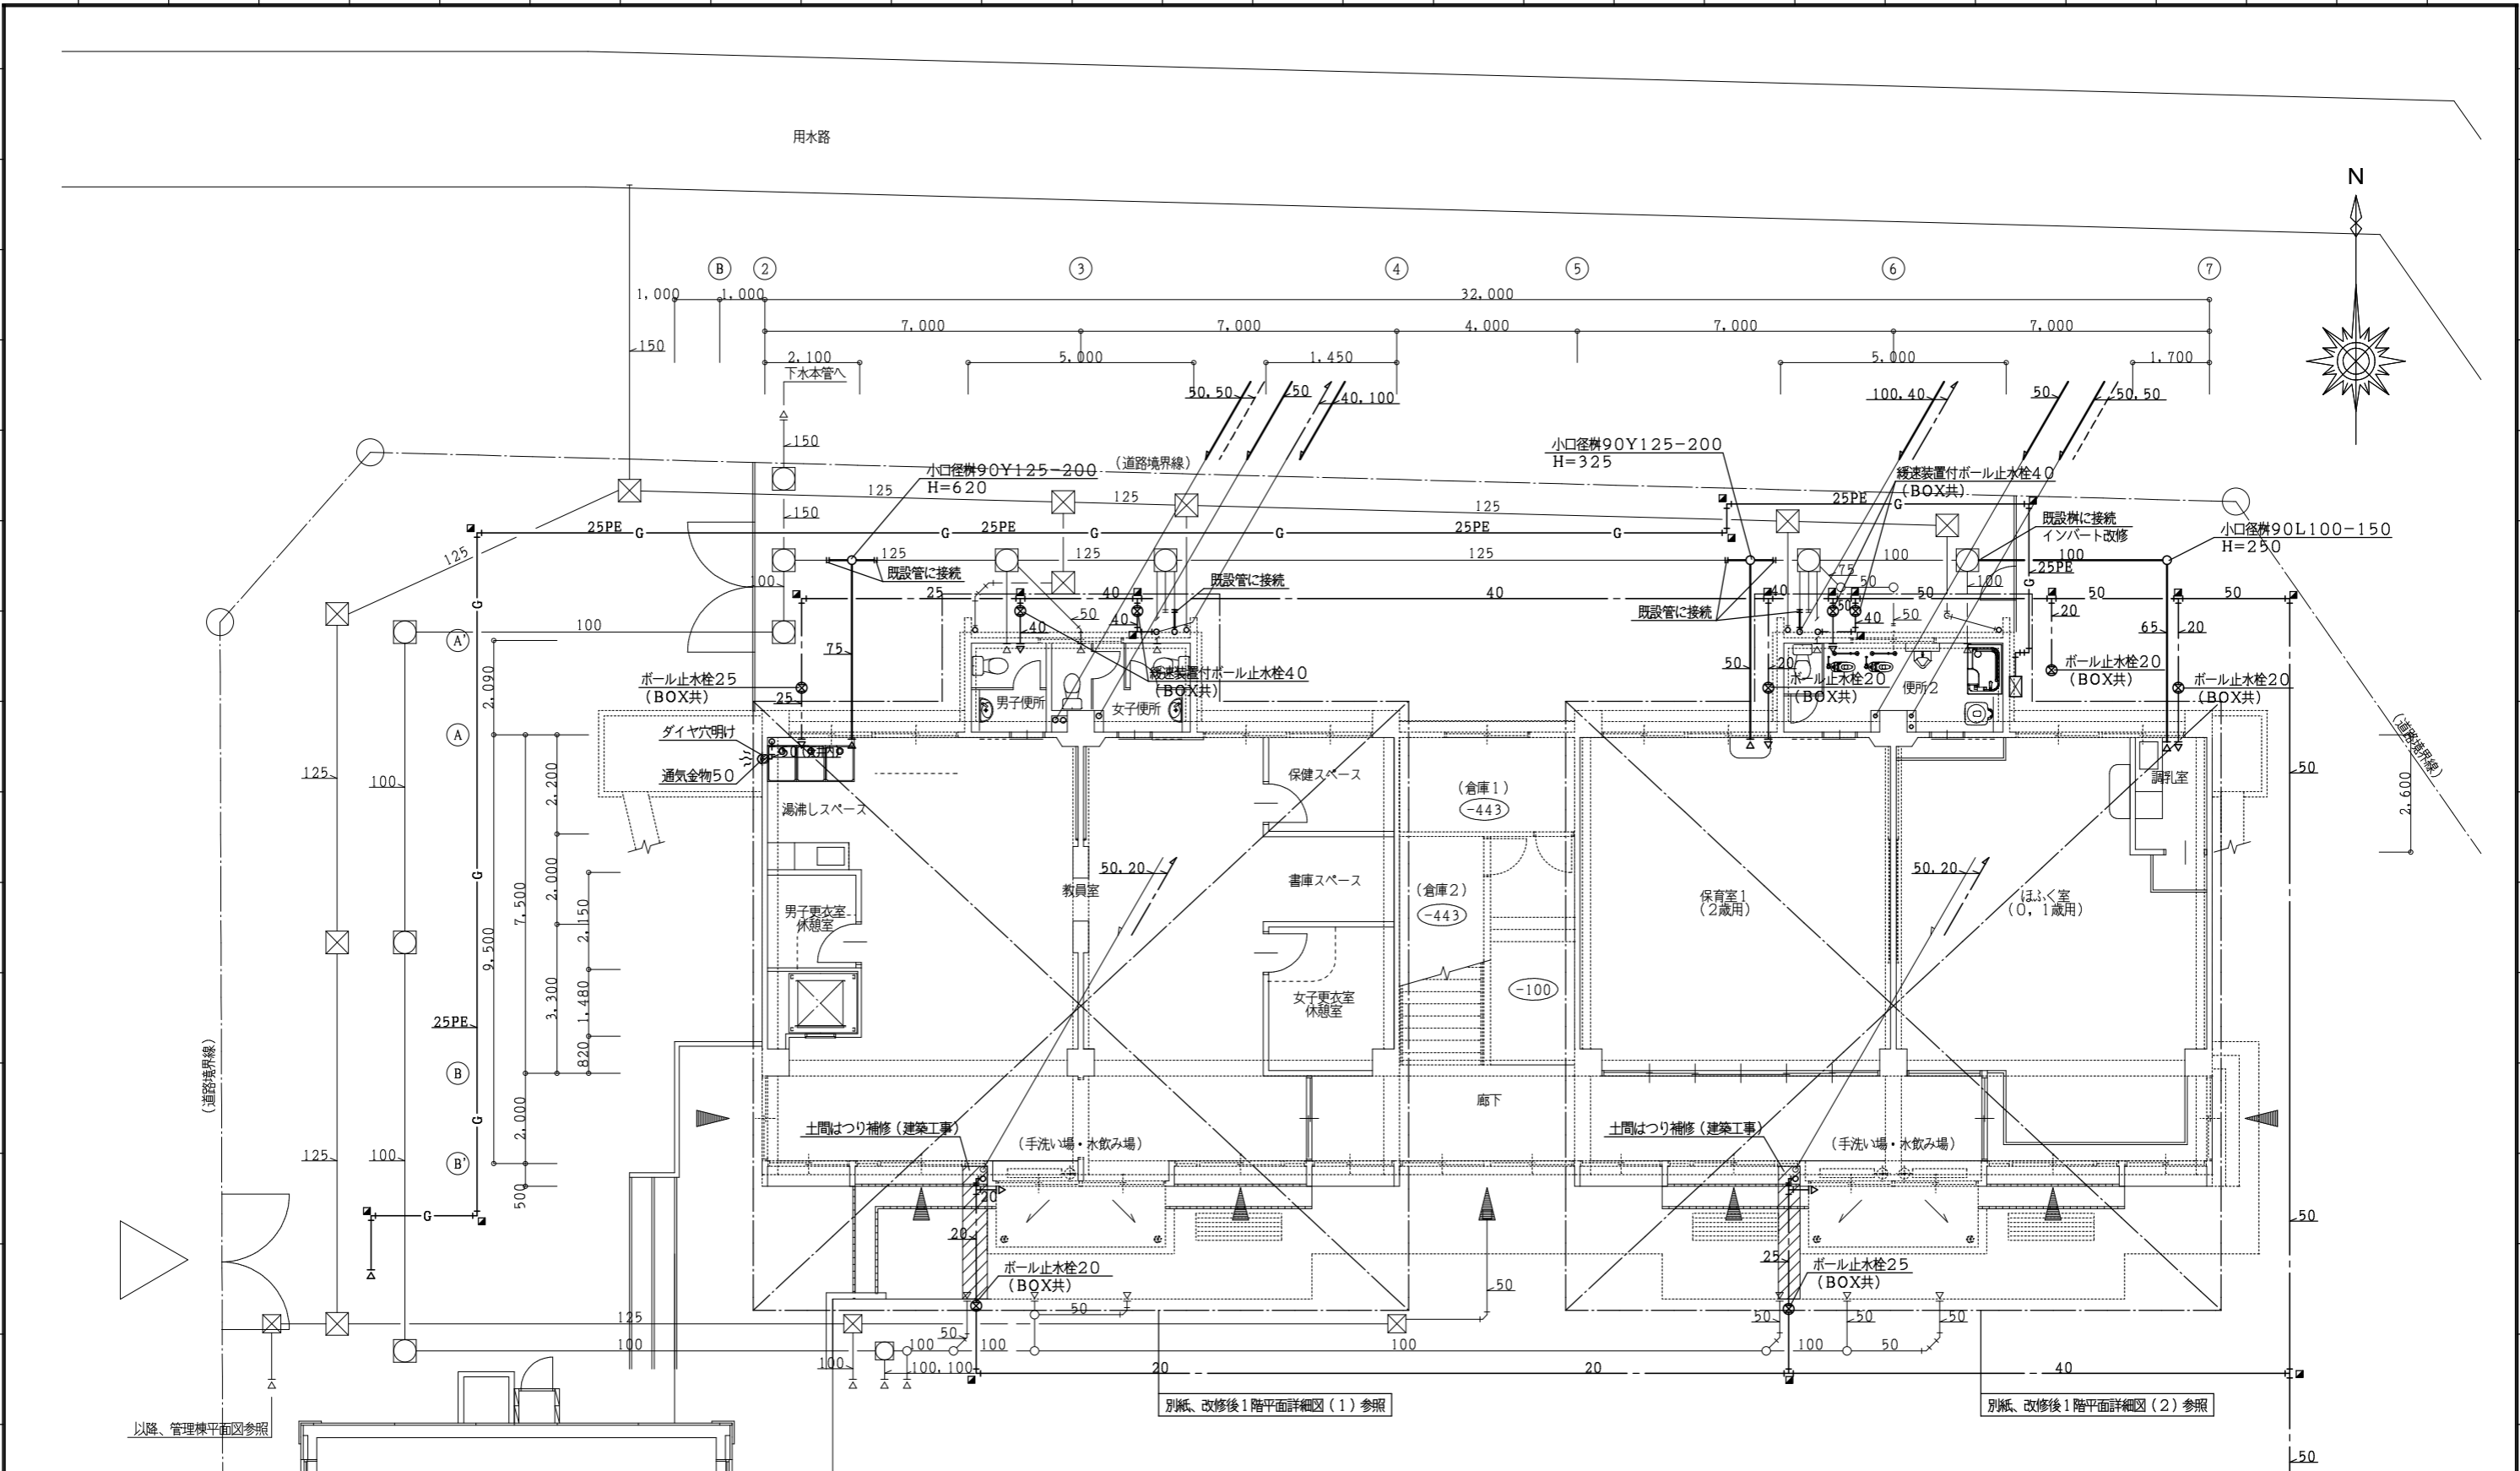 用水路
N
B
2
3
4
5
6
7
1,000
1,000
32,000
7,000
7,000
4,000
7,000
7,000
150
2,100
5,000
1,450
5,000
1,700
下水本管へ
50,50
50
40,100
100,40
50
50,50
150
小口径桝90Y125-200
H=620
(道路境界線)
小口径桝90Y125-200
H=325
緩速装置付ボール止水栓40
(BOX共)
125
125
125
25PE
G
150
既設桝に接続
インバート改修
小口径桝90L100-150
H=250
25PE
G
G
25PE
G
G
25PE
G
125
125
125
125
100
100
既設管に接続
既設管に接続
75
50
100
25PE
G
100
G
25
40
40
40
50
50
50
50
既設管に接続
50
40
40
50
40
50
20
100
A'
75
65
20
ボール止水栓25
(BOX共)
緩速装置付ボール止水栓40
(BOX共)
50
20
ボール止水栓20
(BOX共)
便所2
ボール止水栓20
(BOX共)
ボール止水栓20
(BOX共)
2,090
25
男子便所
女子便所
A
ダイヤ穴明け
通気金物50
(道路境界線)
125
100
2,200
湯沸しスペース
保健スペース
(倉庫1)
-443
調乳室
50
2,600
G
7,500
2,000
2,150
50,20
教員室
書庫スペース
(倉庫2)
-443
50,20
保育室1
(2歳用)
ほふく室
(0,1歳用)
男子更衣室
休憩室
9,500
3,300
1,480
女子更衣室
休憩室
-100
25PE
(道路境界線)
B
820
2,000
G
廊下
土間はつり補修(建築工事)
(手洗い場・水飲み場)
土間はつり補修(建築工事)
(手洗い場・水飲み場)
125
100
B'
500
20
G
20
50
25
ボール止水栓20
(BOX共)
ボール止水栓25
(BOX共)
50
125
50
50
50
50
50
100
100
100
100
100
50
100
100,100
20
20
40
別紙、改修後1階平面詳細図(1)参照
別紙、改修後1階平面詳細図(2)参照
以降、管理棟平面図参照
50